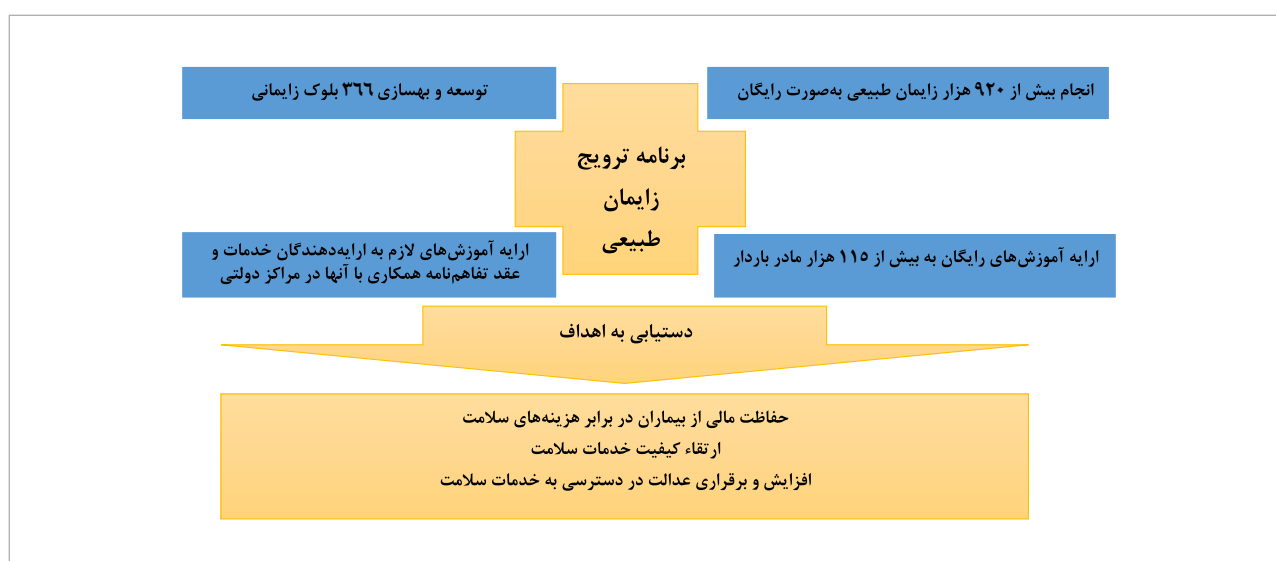 انجام بیش از ۹۲۰ هزار زایمان طبیعی به‌صورت رایگان
توسعه و بهسازی ۳۶۶ بلوک زایمانی
برنامه ترویج
زایمان
طبیعی
ارایه آموزش‌های رایگان به بیش از ۱۱۵ هزار مادر باردار
ارایه آموزش‌های لازم به ارایه‌دهندگان خدمات و
عقد تفاهم‌نامه همکاری با آنها در مراکز دولتی
دستیابی به اهداف
حفاظت مالی از بیماران در برابر هزینه‌های سلامت
ارتقاء کیفیت خدمات سلامت
افزایش و برقراری عدالت در دسترسی به خدمات سلامت